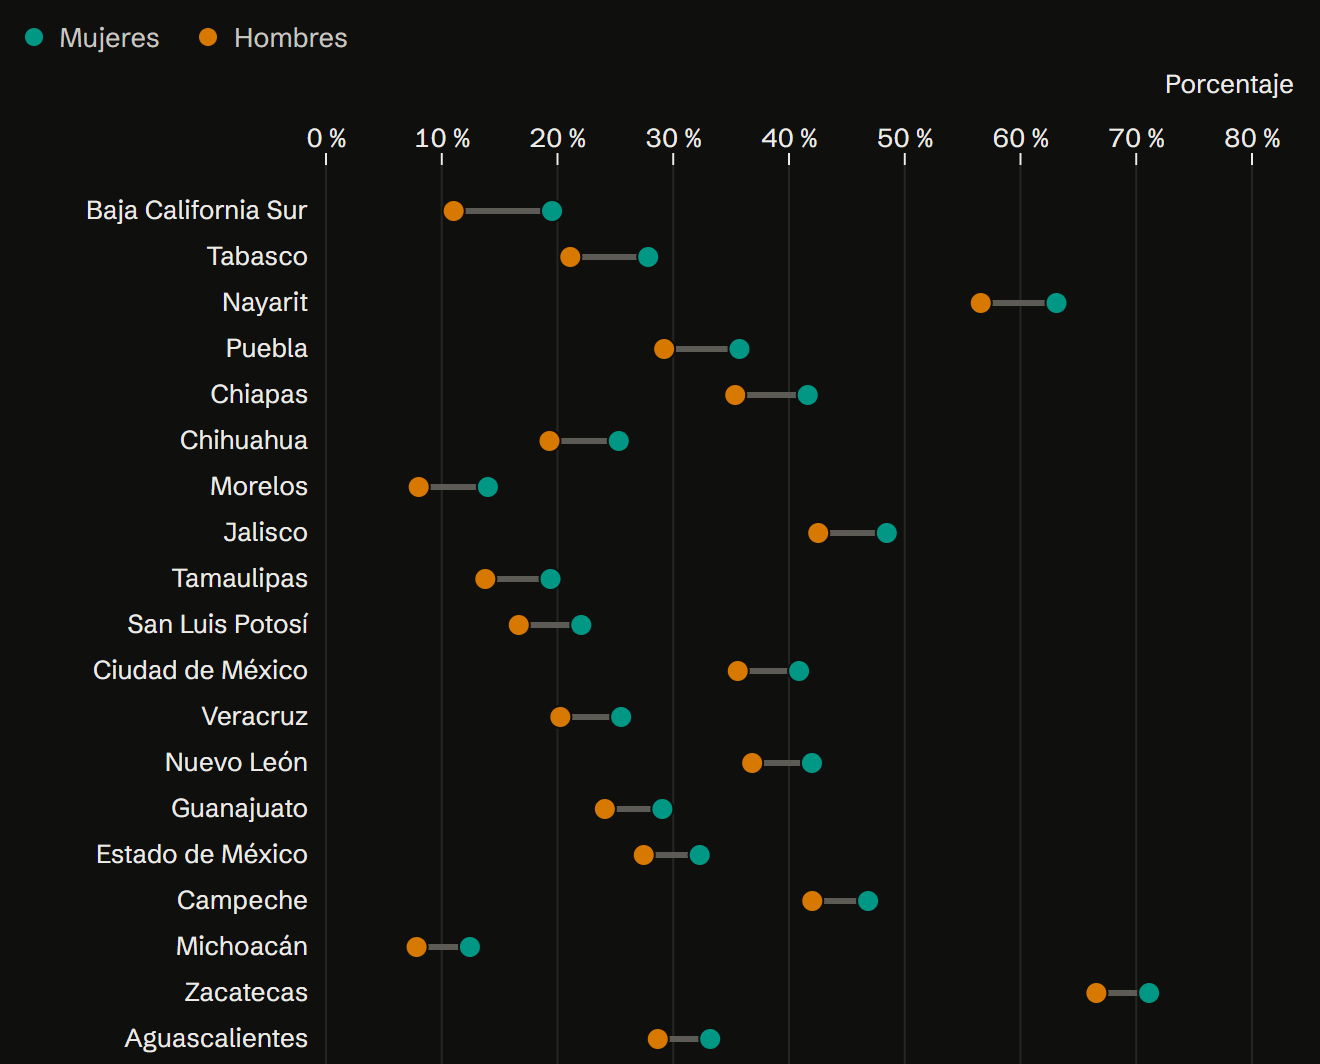 Mujeres Hombres
Porcentaje
0 % 10 % 20 % 30 % 40 % 50 % 60 % 70 % 80 %
Baja California Sur
Tabasco
Nayarit
Puebla
Chiapas
Chihuahua
Morelos
Jalisco
Tamaulipas
San Luis Potosí
Ciudad de México
Veracruz
Nuevo León
Guanajuato
Estado de México
Campeche
Michoacán
Zacatecas
Aguascalientes